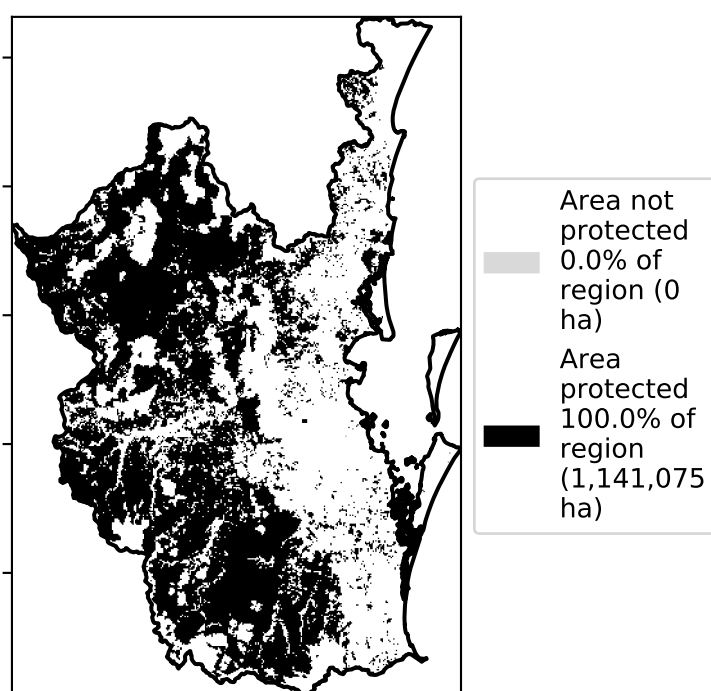 Area not
protected
0.0% of
region (0
ha)
Area
protected
100.0% of
region
(1,141,075
ha)